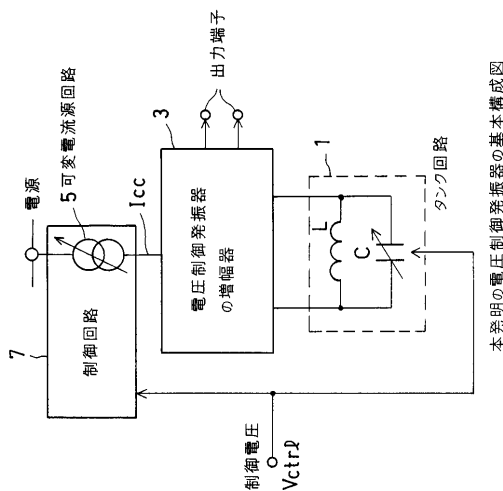 電源
7
5可変電流源回路
制御回路
Icc
3
出力端子
電圧制御発振器
の増幅器
制御電圧
Vctrl
1
L
C
タンク回路
本発明の電圧制御発振器の基本構成図